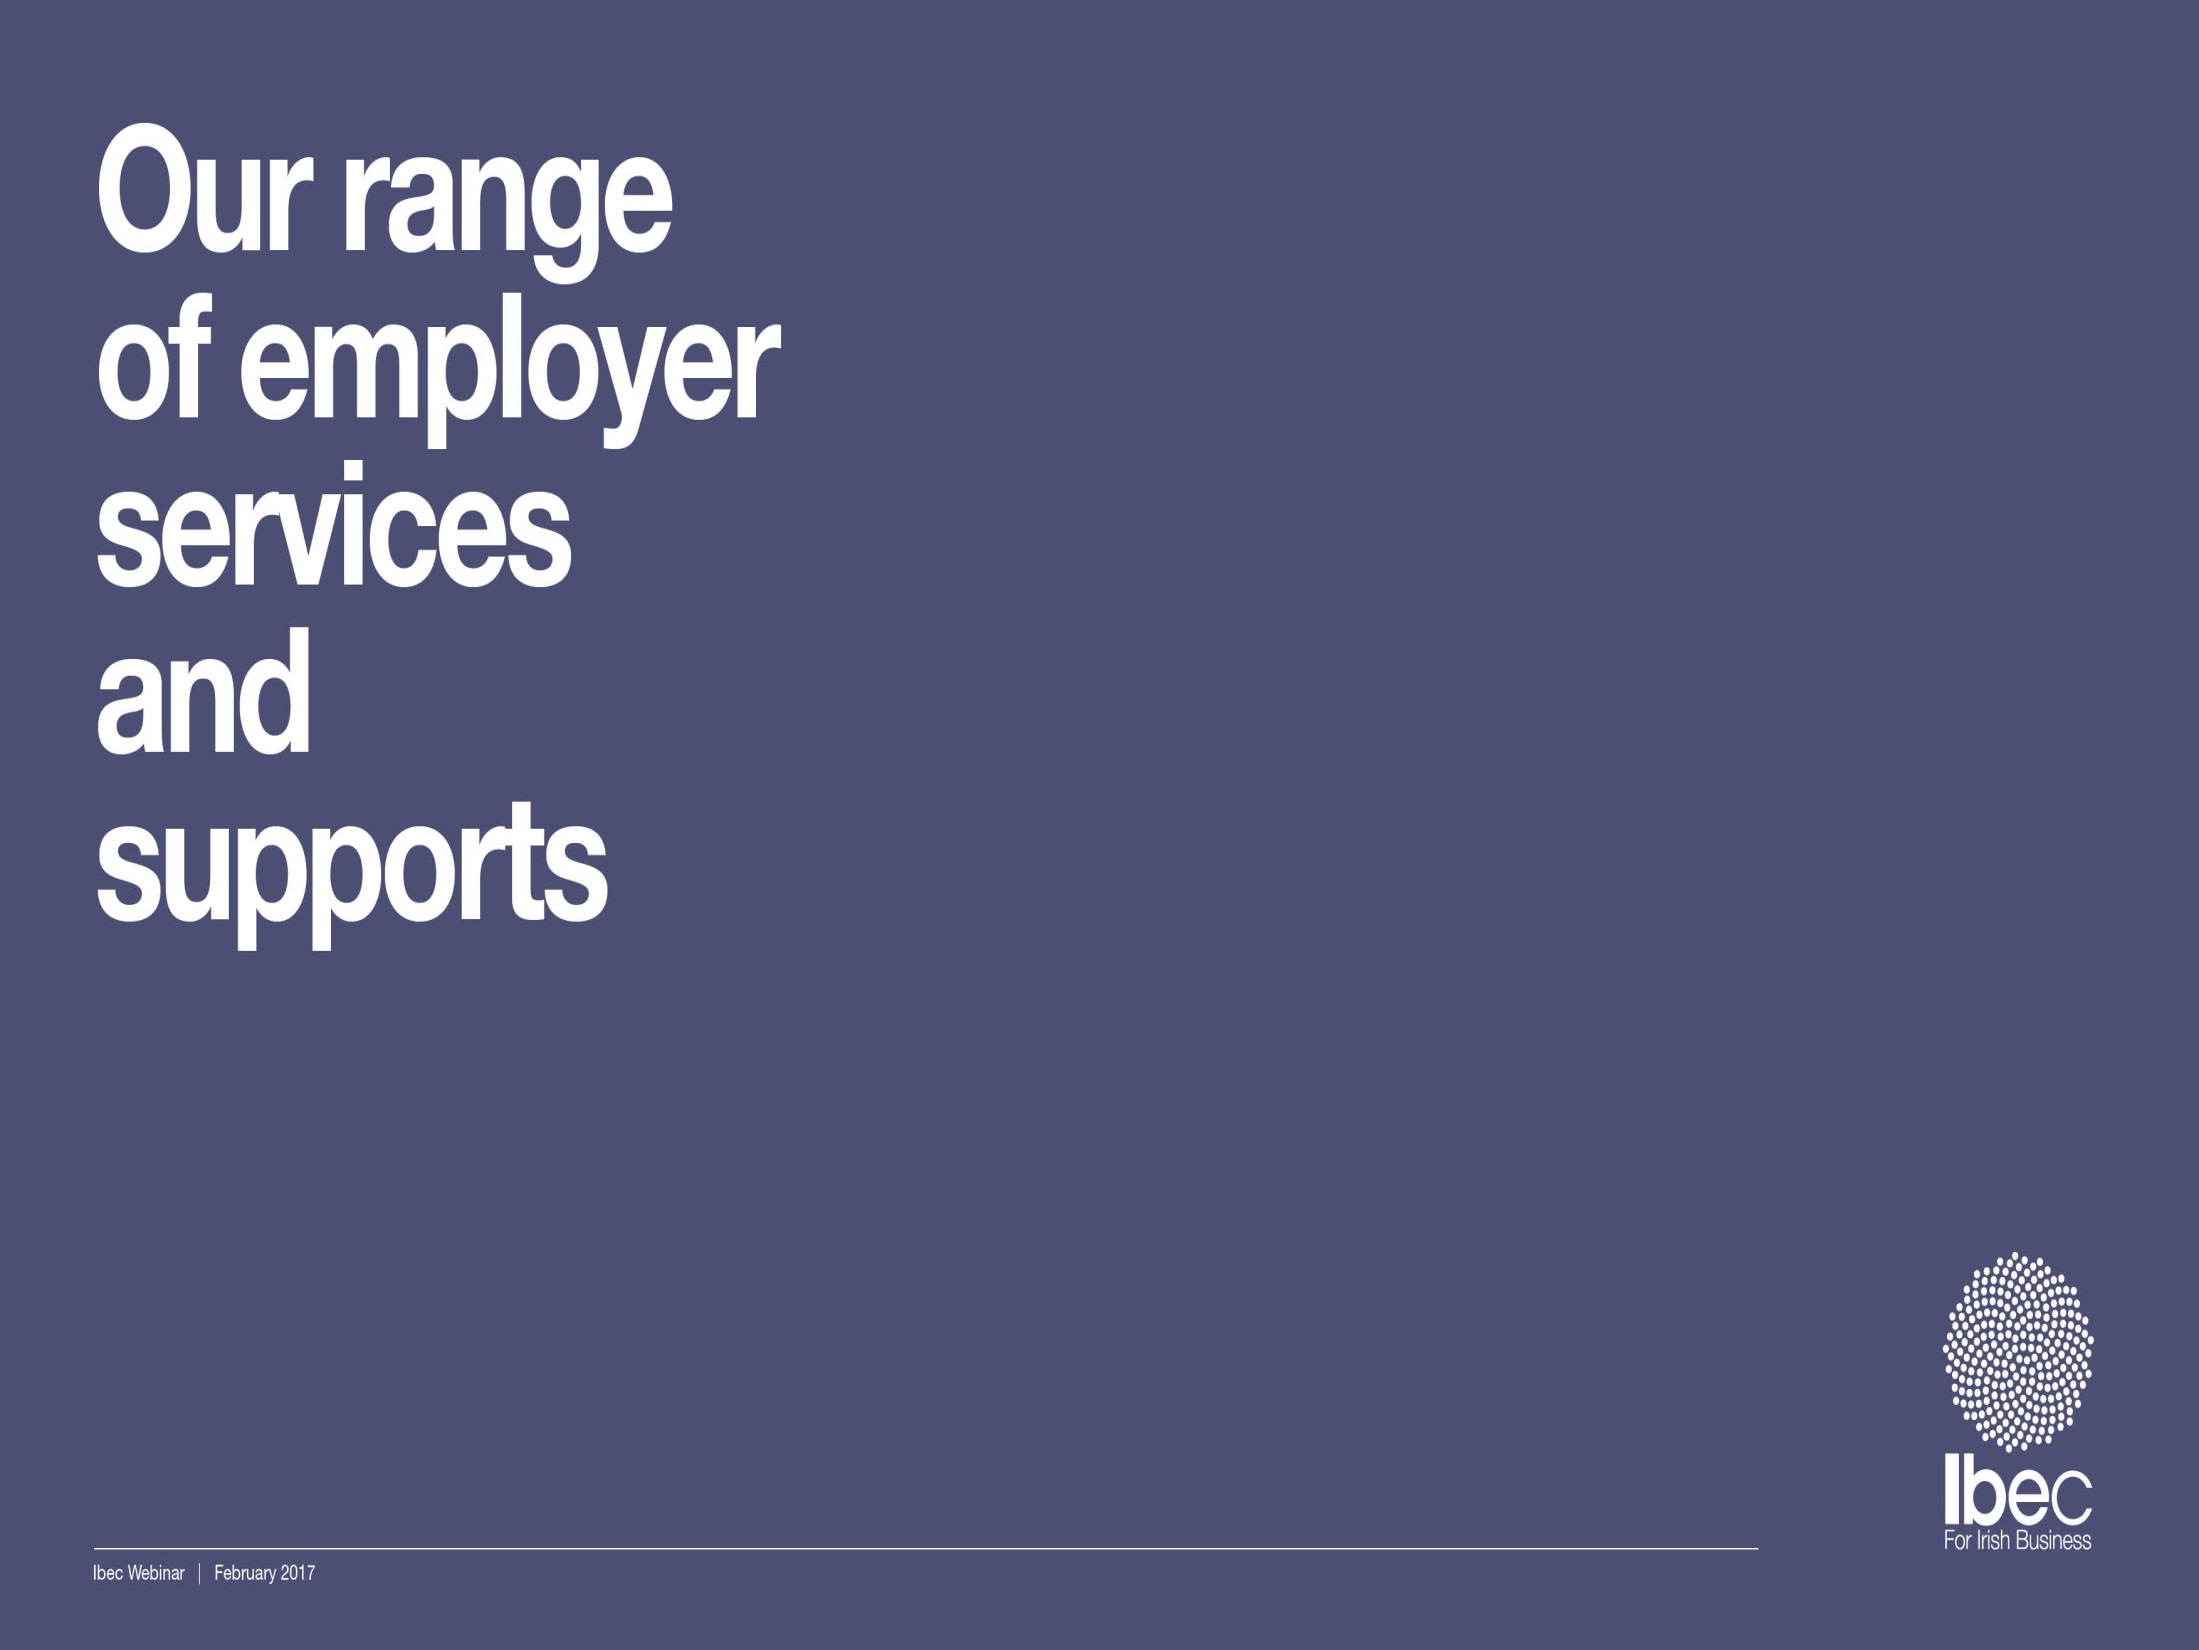 Our range
of employer
services
and
supports
Ibec
For Irish Business
Ibec Webinar | February 2017